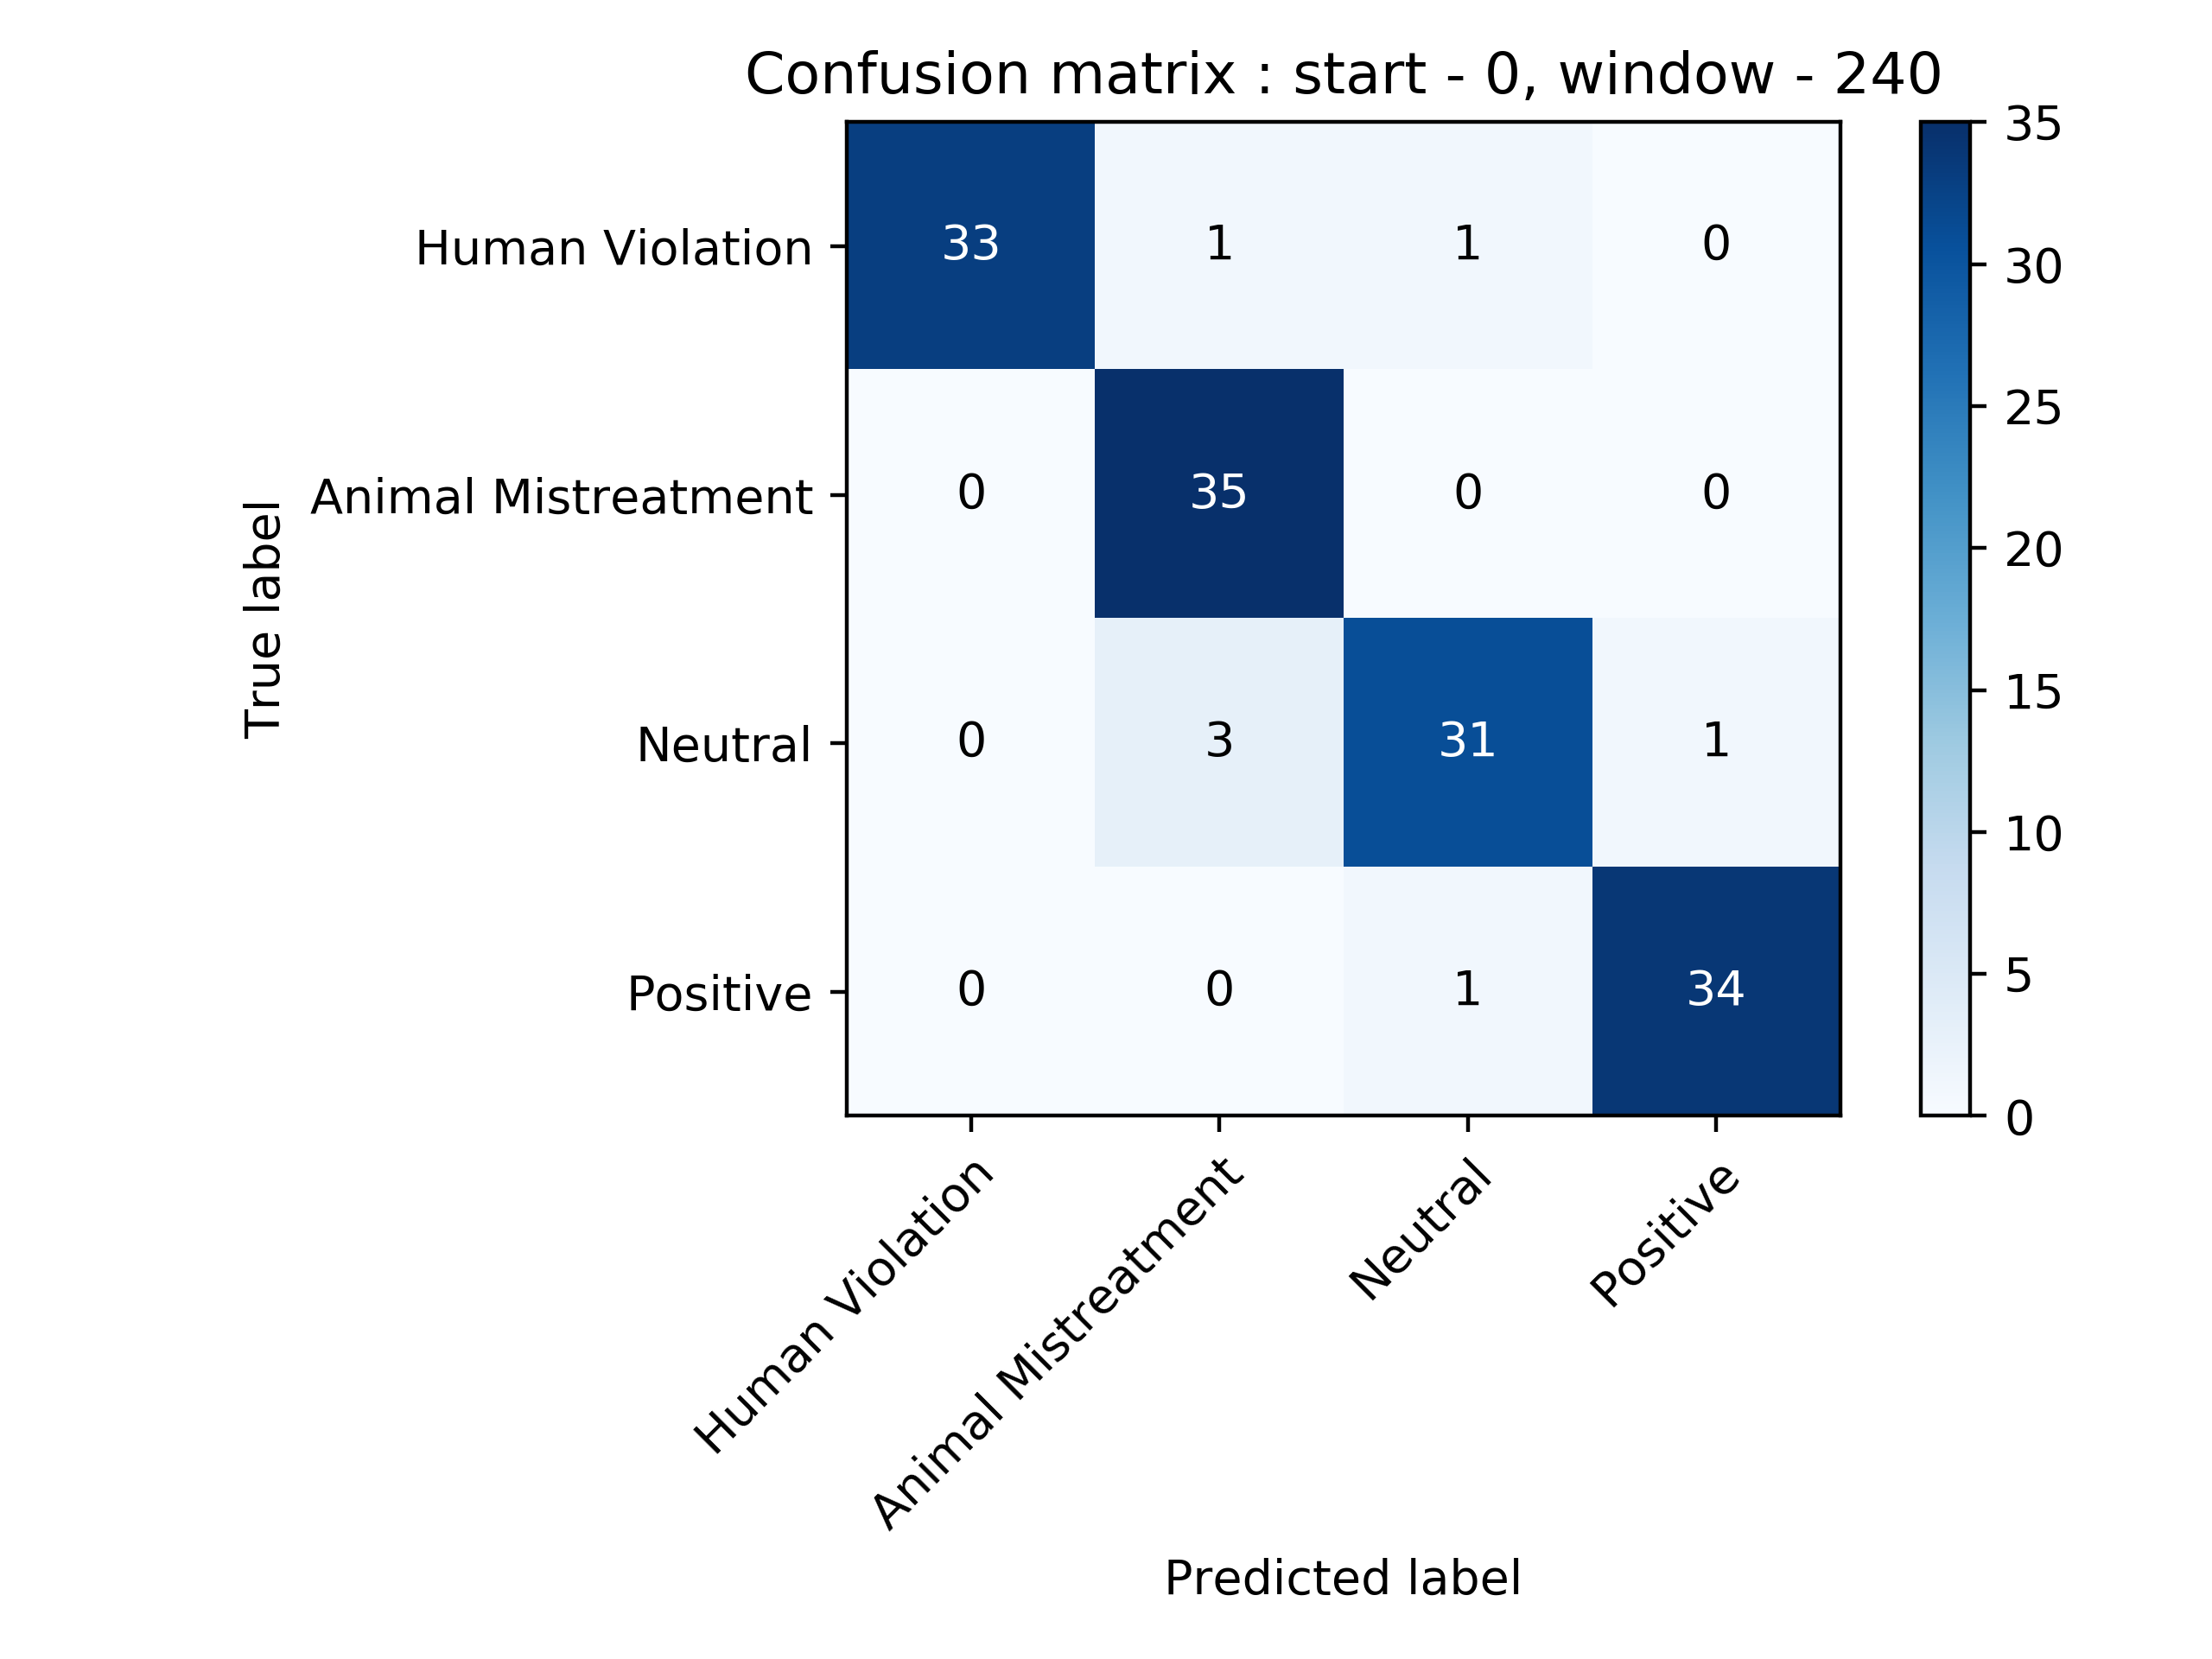 Confusion matrix : start - 0, window - 240
True label
Human Violation 33 1 1 0
Animal Mistreatment 0 35 0 0
Neutral 0 3 31 1
Positive 0 0 1 34
Human Violation
Animal Mistreatment
Neutral
Positive
Predicted label
35
30
25
20
15
10
5
0